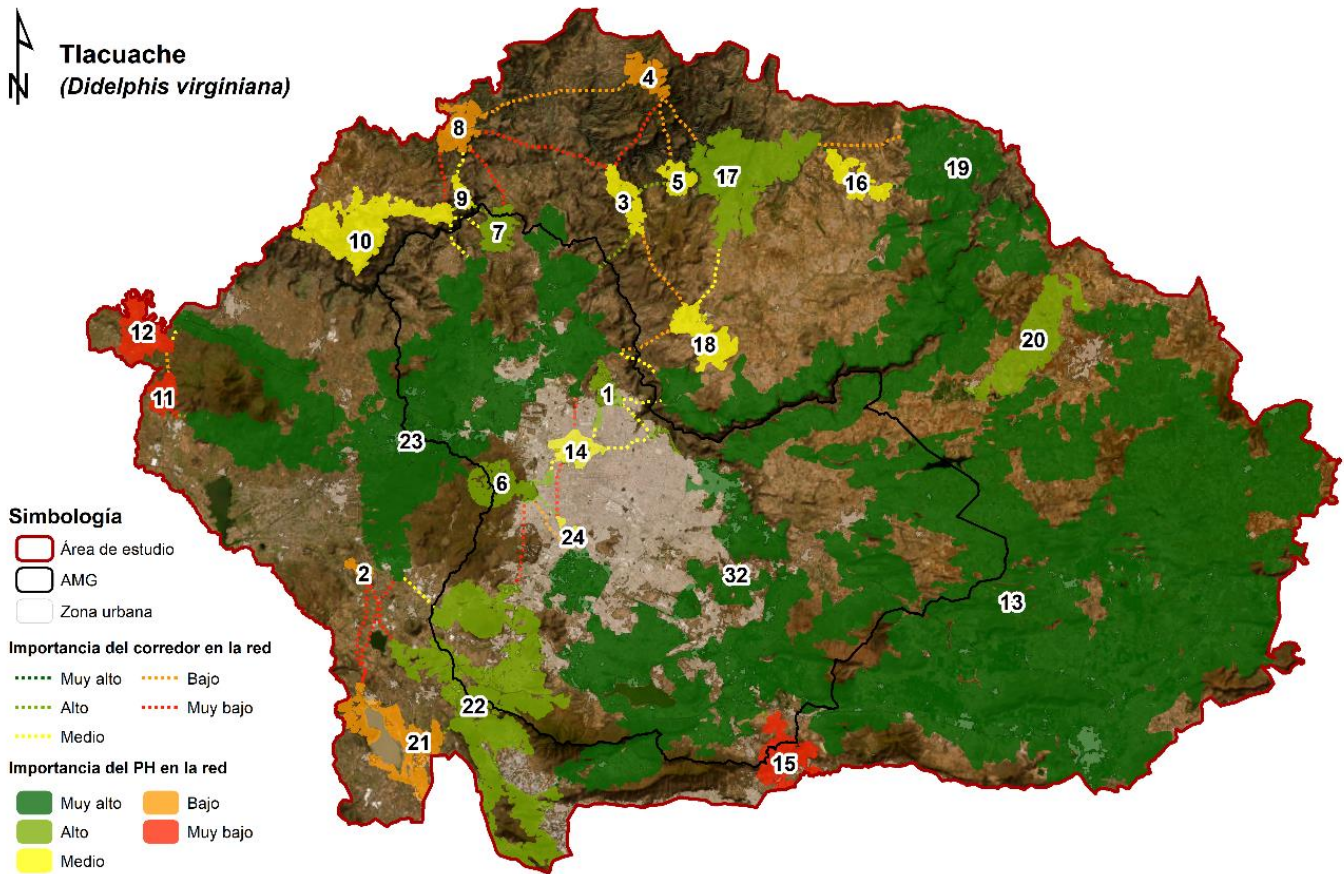 N
Tlacuache
(Didelphis virginiana)
4
8
5
17
16
19
3
9
7
10
12
18
20
11
1
23
14
6
24
2
32
13
22
21
15
Simbología
Área de estudio
AMG
Zona urbana
Importancia del corredor en la red
Muy alto
Bajo
Alto
Muy bajo
Medio
Importancia del PH en la red
Muy alto
Bajo
Alto
Muy bajo
Medio